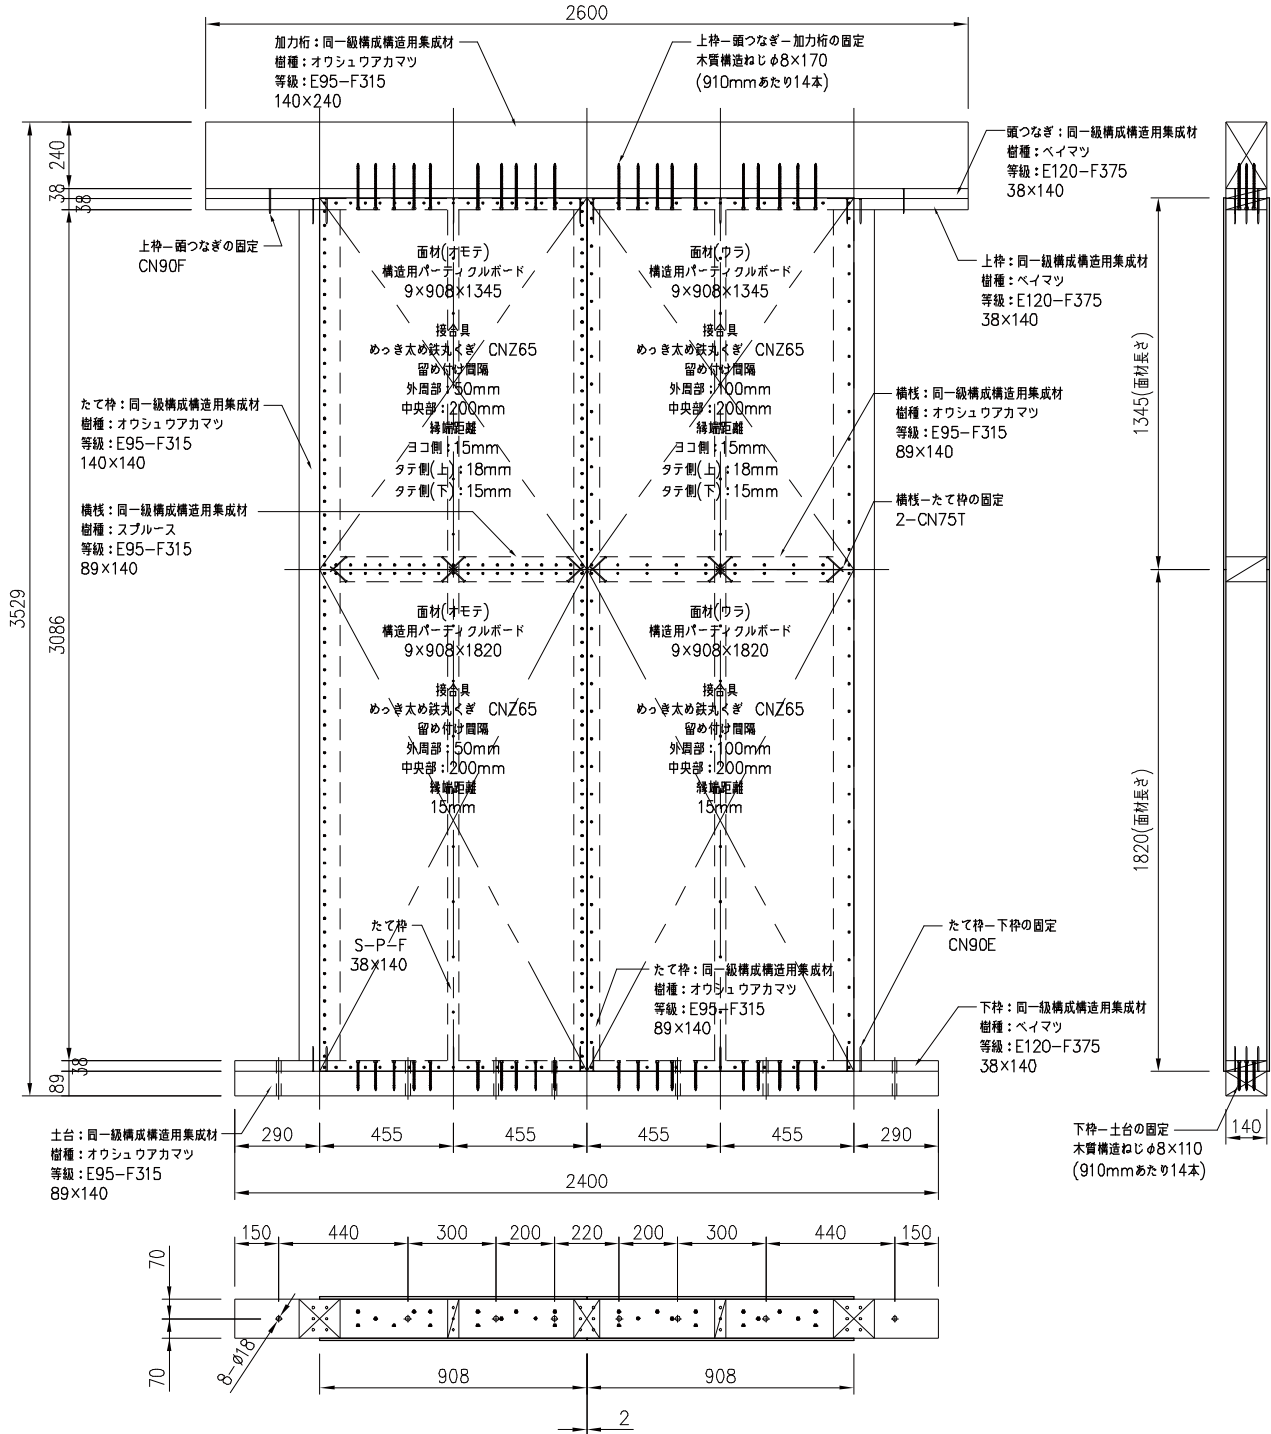 2600
加力桁：同一級構成構造用集成材
樹種：オウシュウアカマツ
等級：E95−F315
140×240
上枠−頭つなぎ−加力桁の固定
木質構造ねじφ8×170
(910mmあたり14本)
頭つなぎ：同一級構成構造用集成材
樹種：ベイマツ
等級：E120−F375
38×140
240
38
38
上枠−頭つなぎの固定
CN90F
上枠：同一級構成構造用集成材
樹種：ベイマツ
等級：E120−F375
38×140
面材(オモテ)
構造用パーティクルボード
9×908×1345
接合具
めっき太め鉄丸くぎ CNZ65
留め付け間隔
外周部：50mm
中央部：200mm
縁端距離
ヨコ側：15mm
タテ側(上)：18mm
タテ側(下)：15mm
面材(ウラ)
構造用パーティクルボード
9×908×1345
接合具
めっき太め鉄丸くぎ CNZ65
留め付け間隔
外周部：100mm
中央部：200mm
縁端距離
ヨコ側：15mm
タテ側(上)：18mm
タテ側(下)：15mm
1345(面材長さ)
たて枠：同一級構成構造用集成材
樹種：オウシュウアカマツ
等級：E95−F315
140×140
横桟：同一級構成構造用集成材
樹種：オウシュウアカマツ
等級：E95−F315
89×140
横桟：同一級構成構造用集成材
樹種：スプルース
等級：E95−F315
89×140
横桟−たて枠の固定
2−CN75T
3529
3086
面材(オモテ)
構造用パーティクルボード
9×908×1820
接合具
めっき太め鉄丸くぎ CNZ65
留め付け間隔
外周部：50mm
中央部：200mm
縁端距離
15mm
面材(ウラ)
構造用パーティクルボード
9×908×1820
接合具
めっき太め鉄丸くぎ CNZ65
留め付け間隔
外周部：100mm
中央部：200mm
縁端距離
15mm
1820(面材長さ)
たて枠
S−P−F
38×140
たて枠：同一級構成構造用集成材
樹種：オウシュウアカマツ
等級：E95−F315
89×140
たて枠−下枠の固定
CN90E
下枠：同一級構成構造用集成材
樹種：ベイマツ
等級：E120−F375
38×140
38
89
土台：同一級構成構造用集成材
樹種：オウシュウアカマツ
等級：E95−F315
89×140
290 455 455 455 455 290
2400
下枠−土台の固定
木質構造ねじφ8×110
(910mmあたり14本)
140
150 440 300 200 220 200 300 440 150
70
70
8−φ18
908 908
2